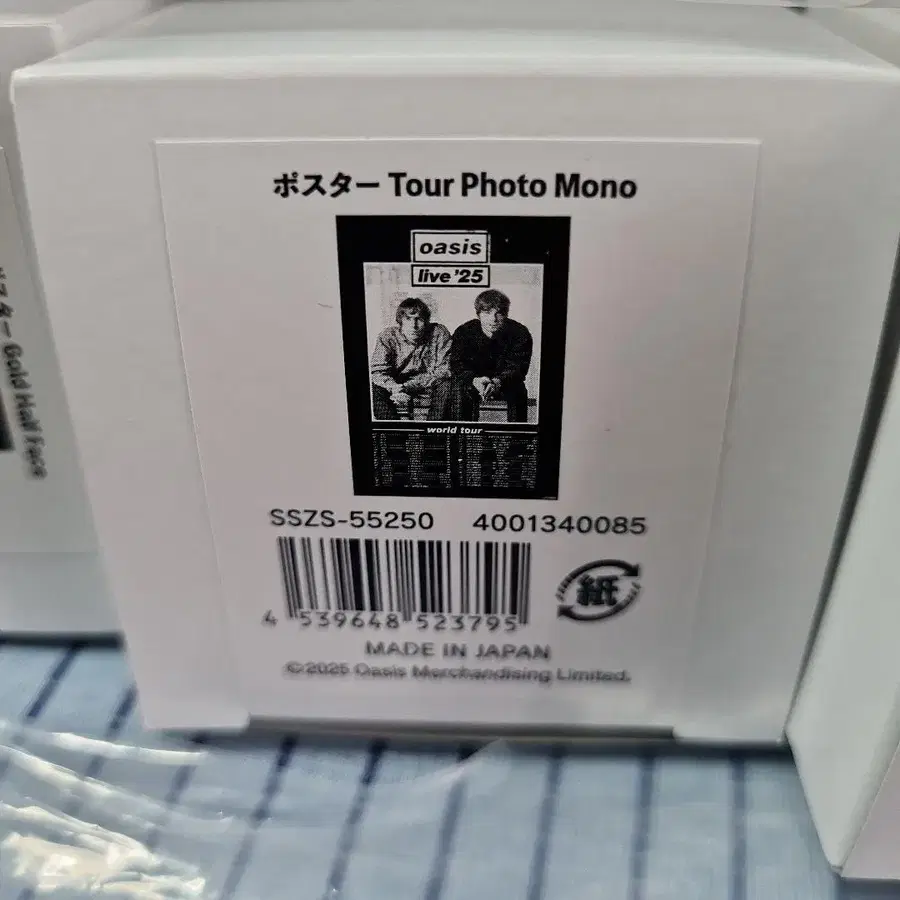 ポスター Tour Photo Mono
oasis
live '25
world tour
SSZS-55250 4001340085
4 539648 523795
紙
MADE IN JAPAN
©2025 Oasis Merchandising Limited.
スター Gold Half Face